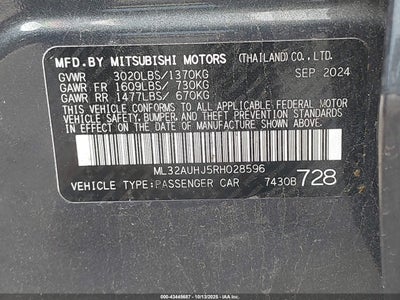 MFD.BY MITSUBISHI MOTORS (THAILAND) CO., LTD.
GVWR 3020LBS/1370KG SEP 2024
GAWR FR 1609LBS/ 730KG
GAWR RR 1477LBS/ 670KG
THIS VEHICLE CONFORMS TO ALL APPLICABLE FEDERAL MOTOR
VEHICLE SAFETY, BUMPER, AND THEFT PREVENTION STANDARDS
IN EFFECT ON THE DATE OF MANUFACTURE SHOWN ABOVE.
ML32AUHJ5RH028596
VEHICLE TYPE:PASSENGER CAR 7430B 728
000-43448687 - 10/13/2025 - IAA Inc.